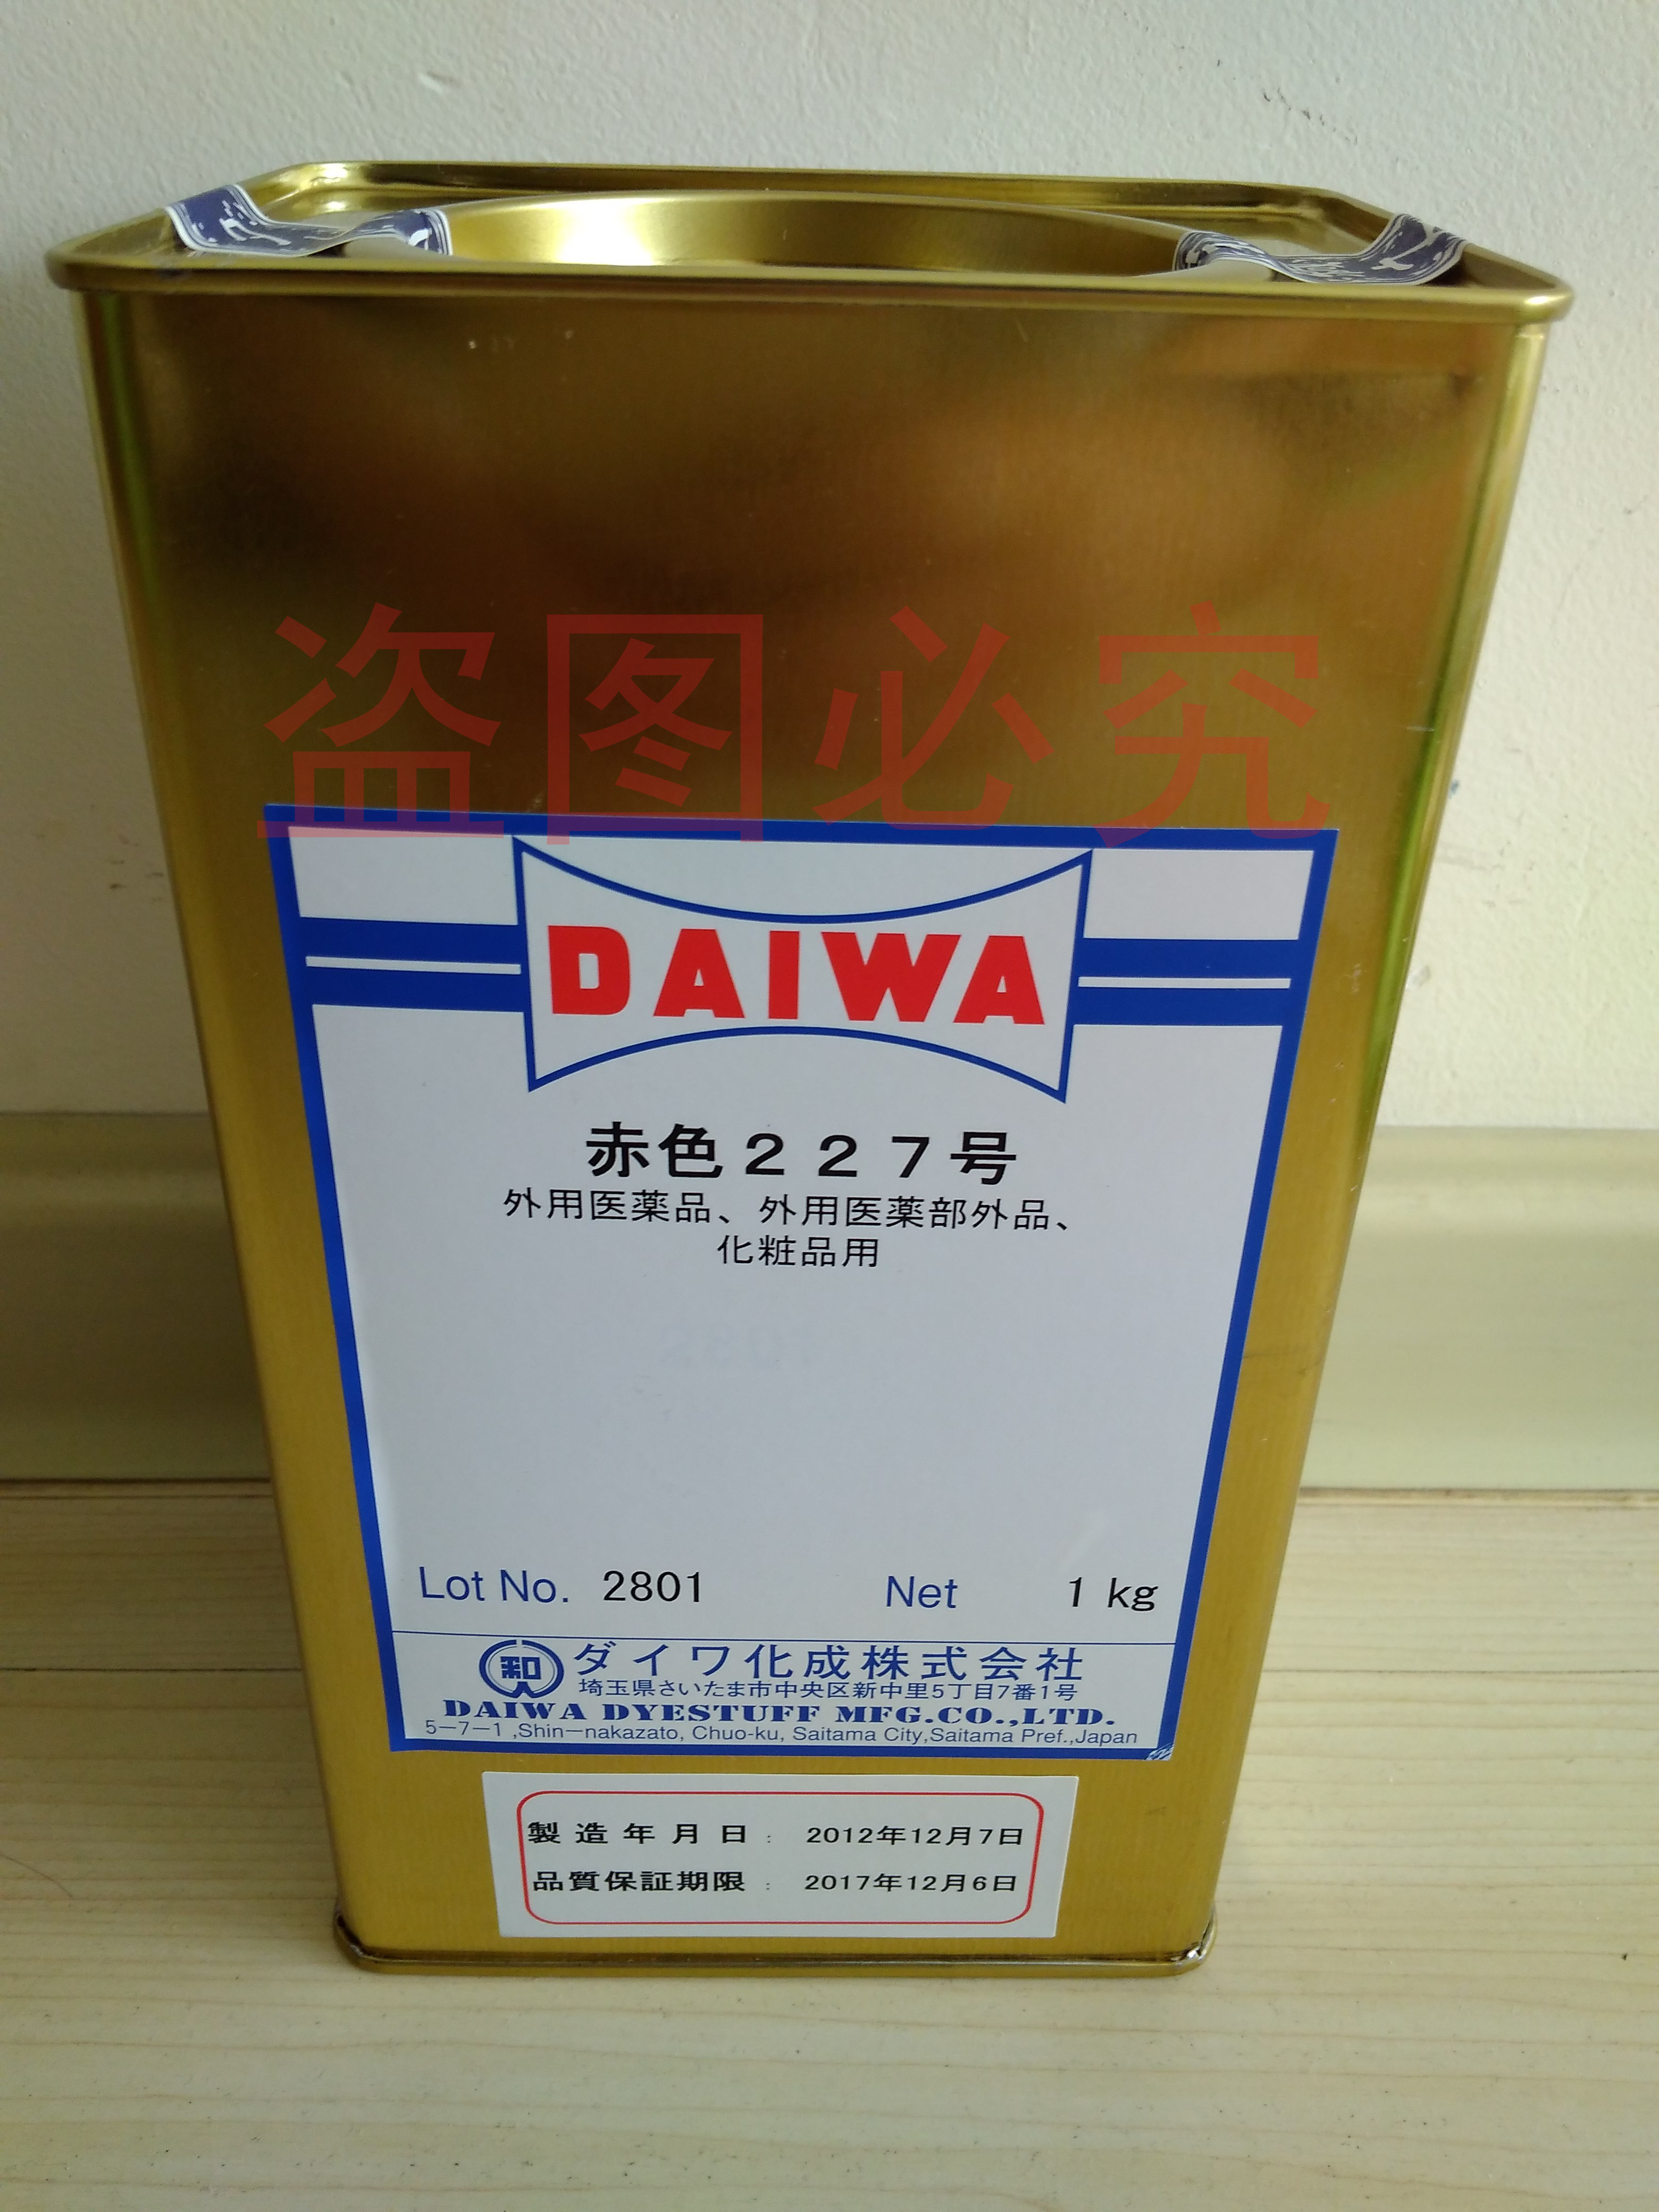 盗图必究
DAIWA
赤色227号
外用医薬品、外用医薬部外品、
化粧品用
Lot No. 2801 Net 1 kg
和 ダイワ化成株式会社
埼玉県さいたま市中央区新中里5丁目7番1号
DAIWA DYESTUFF MFG.CO.,LTD.
5-7-1 ,Shin-nakazato, Chuo-ku, Saitama City,Saitama Pref.,Japan
製造年月日: 2012年12月7日
品質保証期限: 2017年12月6日